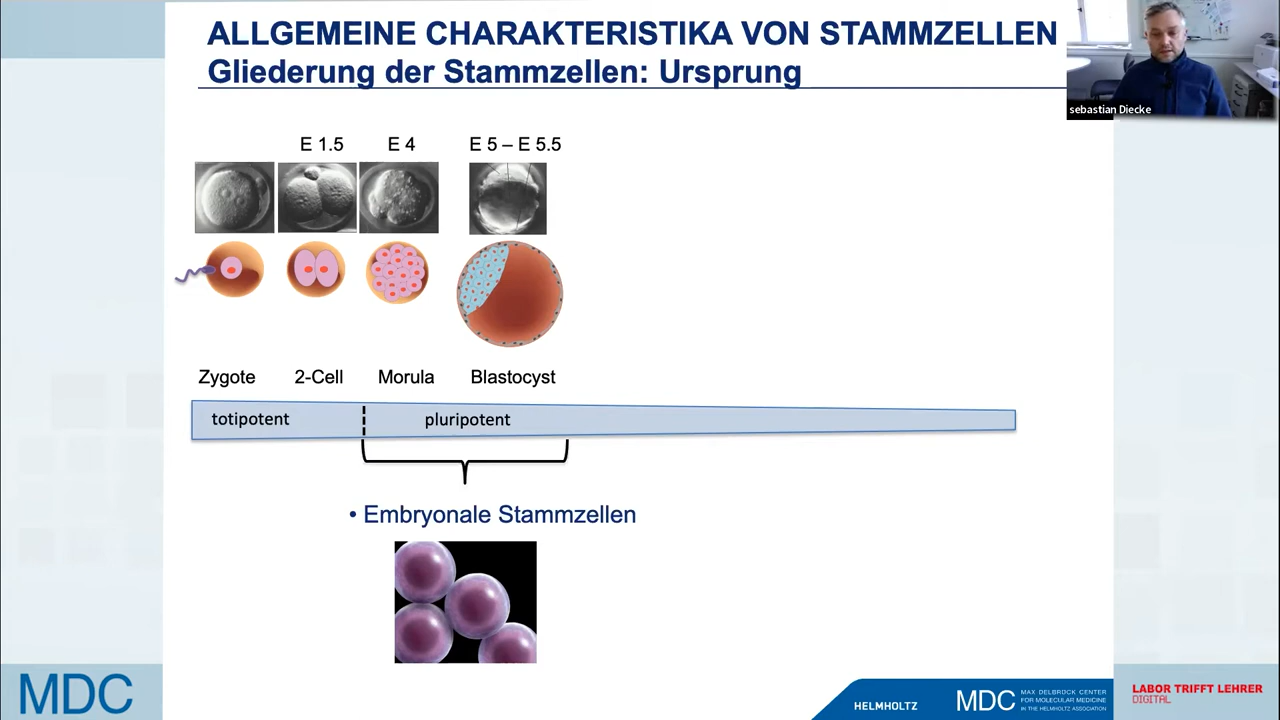 ALLGEMEINE CHARAKTERISTIKA VON STAMMZELLEN
Gliederung der Stammzellen: Ursprung
sebastian Diecke
E 1.5
E 4
E 5 – E 5.5
Zygote
2-Cell
Morula
Blastocyst
totipotent
pluripotent
• Embryonale Stammzellen
MDC
HELMHOLTZ
MDC
MAX DELBRÜCK CENTER
FOR MOLECULAR MEDICINE
IN THE HELMHOLTZ ASSOCIATION
LABOR TRIFFT LEHRER
DIGITAL